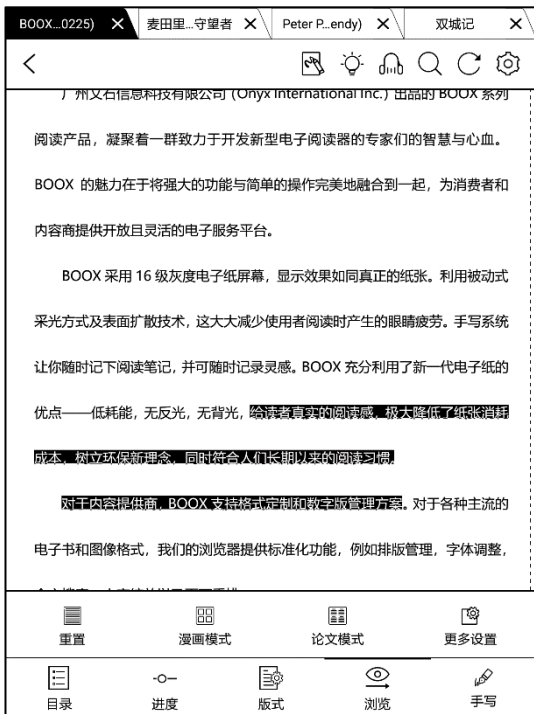 BOOX...0225) ✕ 麦田里...守望者 ✕ Peter P...endy) ✕ 双城记 ✕
广州文石信息科技有限公司 (Onyx International Inc.) 出品的 BOOX 系列
阅读产品，凝聚着一群致力于开发新型电子阅读器的专家们的智慧与心血。
BOOX 的魅力在于将强大的功能与简单的操作完美地融合到一起，为消费者和
内容商提供开放且灵活的电子服务平台。
BOOX 采用 16 级灰度电子纸屏幕，显示效果如同真正的纸张。利用被动式
采光方式及表面扩散技术，这大大减少使用者阅读时产生的眼睛疲劳。手写系统
让你随时记下阅读笔记，并可随时记录灵感。BOOX 充分利用了新一代电子纸的
优点——低耗能，无反光，无背光，给读者真实的阅读感，极大降低了纸张消耗
成本，树立环保新理念，同时符合人们长期以来的阅读习惯。
对于内容提供商，BOOX 支持格式定制和数字版管理方案。对于各种主流的
电子书和图像格式，我们的浏览器提供标准化功能，例如排版管理，字体调整，
重置 漫画模式 论文模式 更多设置
目录 进度 版式 浏览 手写